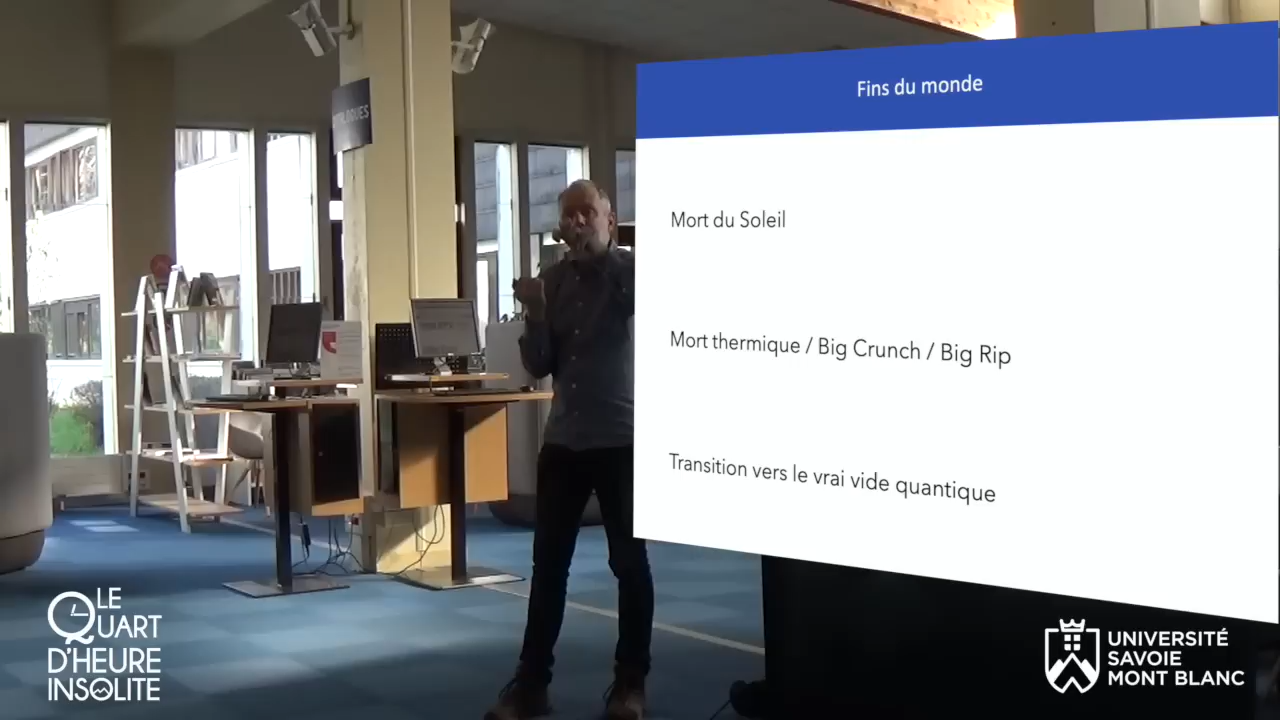 Fins du monde
Mort du Soleil
Mort thermique / Big Crunch / Big Rip
Transition vers le vrai vide quantique
LE
QUART
D'HEURE
INSOLITE
UNIVERSITÉ
SAVOIE
MONT BLANC